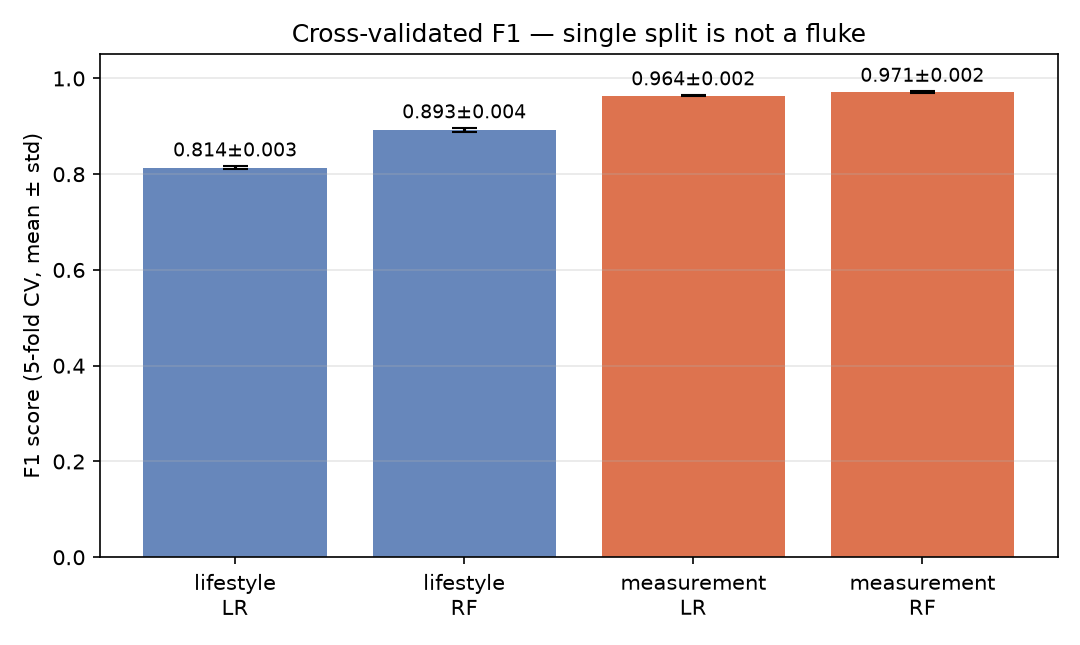 Cross-validated F1 — single split is not a fluke
F1 score (5-fold CV, mean ± std)
1.0
0.8
0.6
0.4
0.2
0.0
0.814±0.003
0.893±0.004
0.964±0.002
0.971±0.002
lifestyle
LR
lifestyle
RF
measurement
LR
measurement
RF